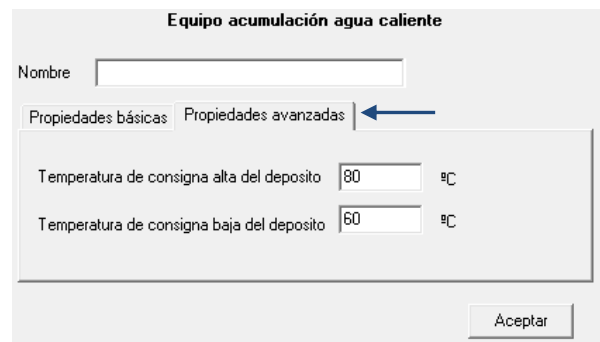 Equipo acumulación agua caliente
Nombre
Propiedades básicas Propiedades avanzadas
Temperatura de consigna alta del deposito 80 ºC
Temperatura de consigna baja del deposito 60 ºC
Aceptar